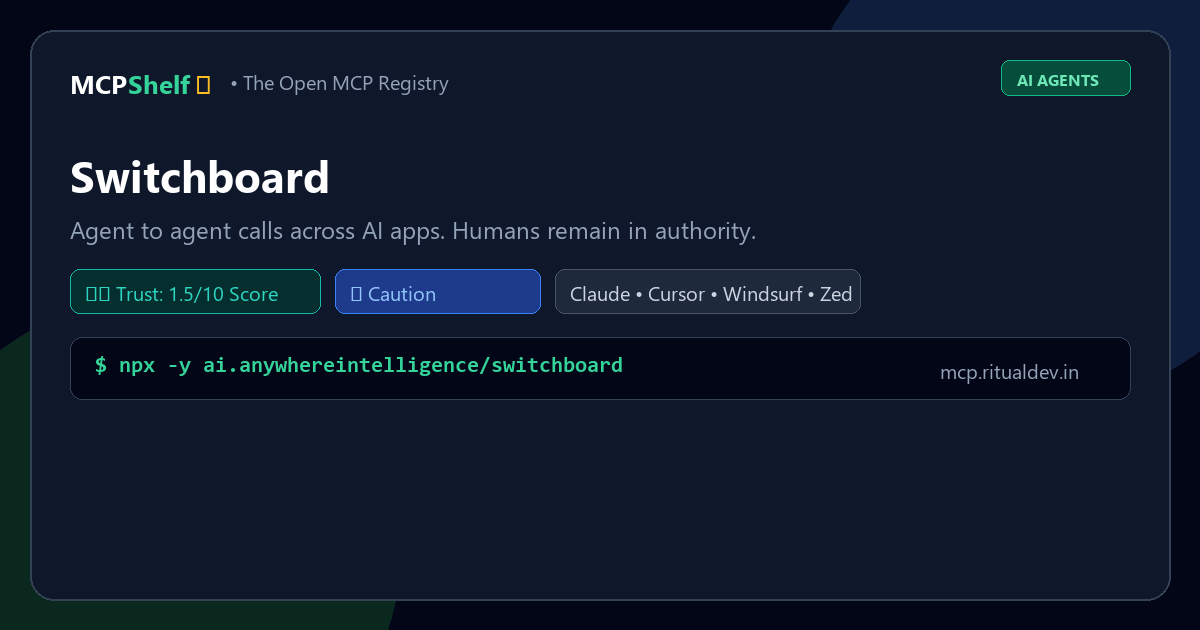 MCPShelf • The Open MCP Registry
AI AGENTS
Switchboard
Agent to agent calls across AI apps. Humans remain in authority.
Trust: 1.5/10 Score
Caution
Claude • Cursor • Windsurf • Zed
$ npx -y ai.anywhereintelligence/switchboard
mcp.ritualdev.in